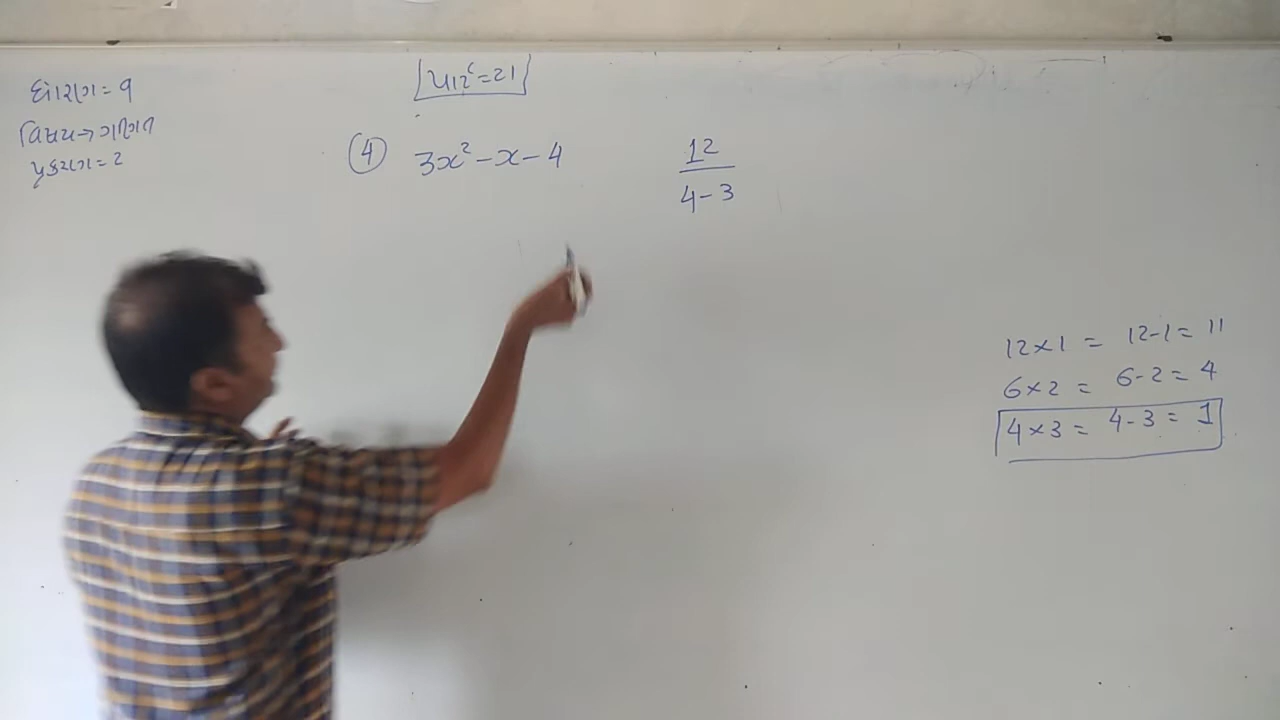 ધોરણ = 9
વિષય → ગણિત
પ્રકરણ = 2
પાર્ટ = 21
④ 3x² - x - 4
12
4 - 3
12 × 1 = 12 - 1 = 11
6 × 2 = 6 - 2 = 4
4 × 3 = 4 - 3 = 1